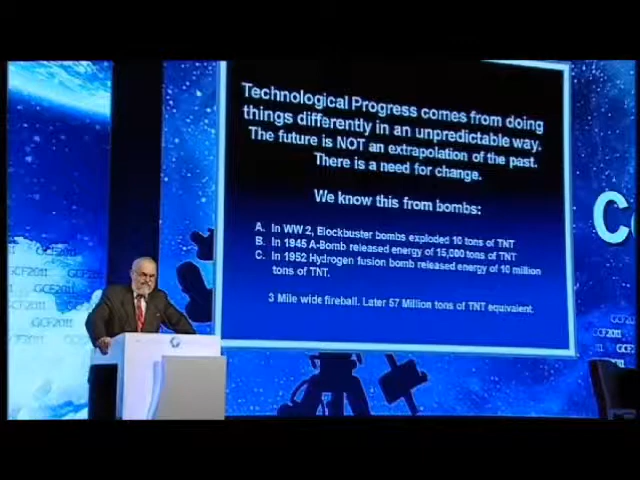 Technological Progress comes from doing
things differently in an unpredictable way.
The future is NOT an extrapolation of the past.
There is a need for change.
We know this from bombs:
A. In WW 2, Blockbuster bombs exploded 10 tons of TNT
B. In 1945 A-Bomb released energy of 15,000 tons of TNT
C. In 1952 Hydrogen fusion bomb released energy of 10 million
tons of TNT.
3 Mile wide fireball. Later 57 Million tons of TNT equivalent.
GCF2011
GCF2011
GCF2011